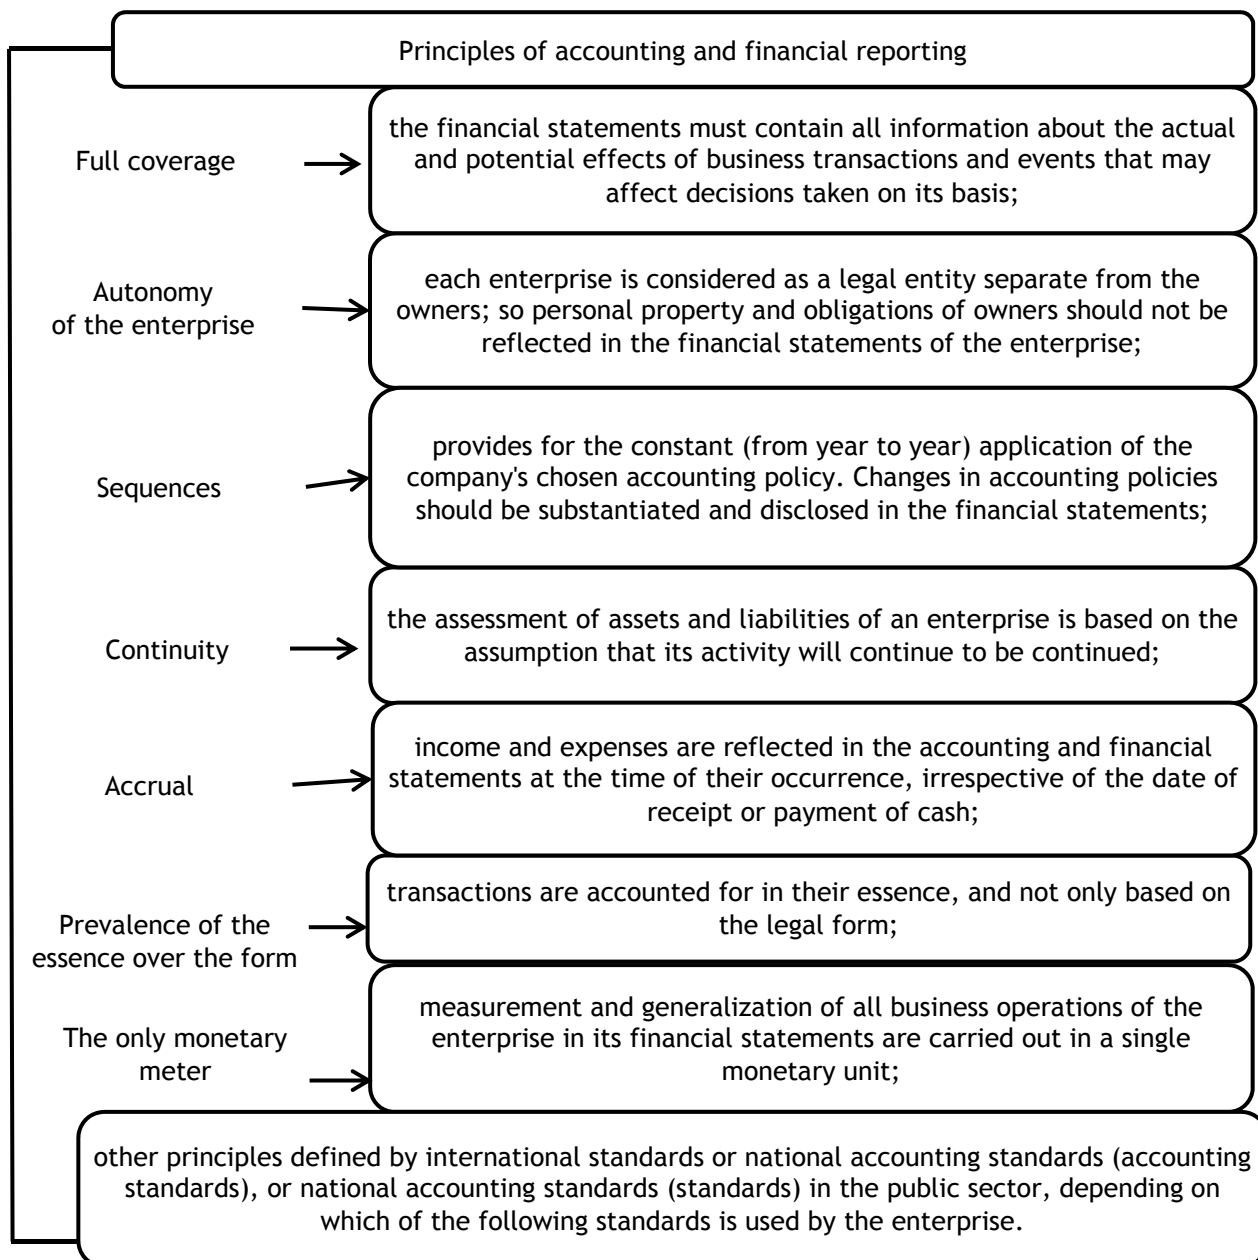 Principles of accounting and financial reporting
Full coverage
the financial statements must contain all information about the actual
and potential effects of business transactions and events that may
affect decisions taken on its basis;
Autonomy
of the enterprise
each enterprise is considered as a legal entity separate from the
owners; so personal property and obligations of owners should not be
reflected in the financial statements of the enterprise;
Sequences
provides for the constant (from year to year) application of the
company's chosen accounting policy. Changes in accounting policies
should be substantiated and disclosed in the financial statements;
Continuity
the assessment of assets and liabilities of an enterprise is based on the
assumption that its activity will continue to be continued;
Accrual
income and expenses are reflected in the accounting and financial
statements at the time of their occurrence, irrespective of the date of
receipt or payment of cash;
Prevalence of the
essence over the form
transactions are accounted for in their essence, and not only based on
the legal form;
The only monetary
meter
measurement and generalization of all business operations of the
enterprise in its financial statements are carried out in a single
monetary unit;
other principles defined by international standards or national accounting standards (accounting
standards), or national accounting standards (standards) in the public sector, depending on
which of the following standards is used by the enterprise.